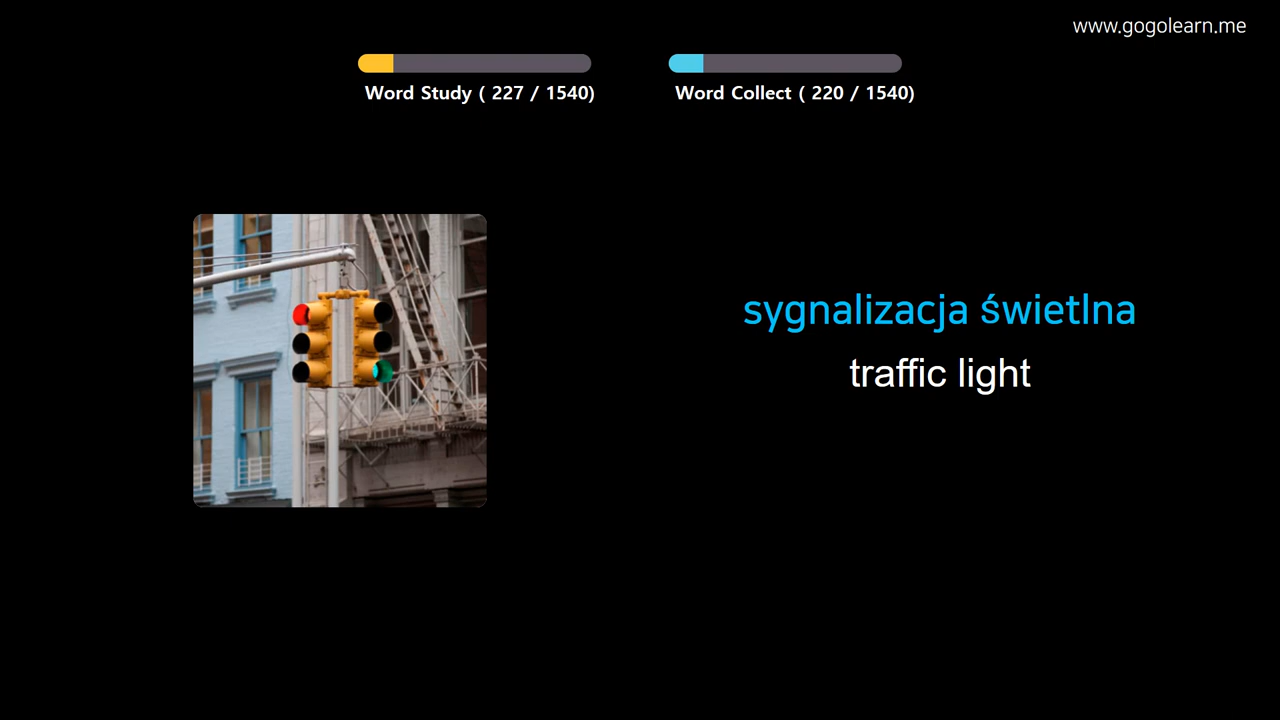 www.gogolearn.me
Word Study ( 227 / 1540)
Word Collect ( 220 / 1540)
sygnalizacja świetlna
traffic light